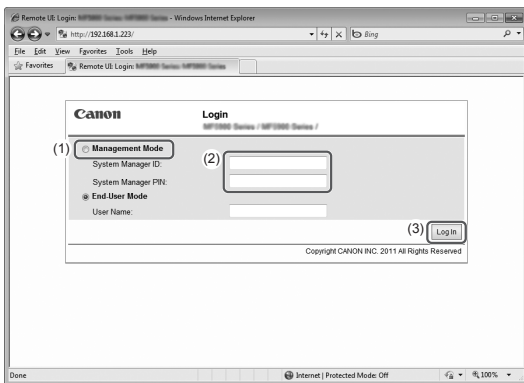 Remote UI: Login: - Windows Internet Explorer
http://192.168.1.223/
Bing
File Edit View Favorites Tools Help
Favorites
Remote UI: Login:
Canon
Login
(1)
Management Mode
System Manager ID:
(2)
System Manager PIN:
End-User Mode
User Name:
(3)
Log In
Copyright CANON INC. 2011 All Rights Reserved
Done
Internet | Protected Mode: Off
100%